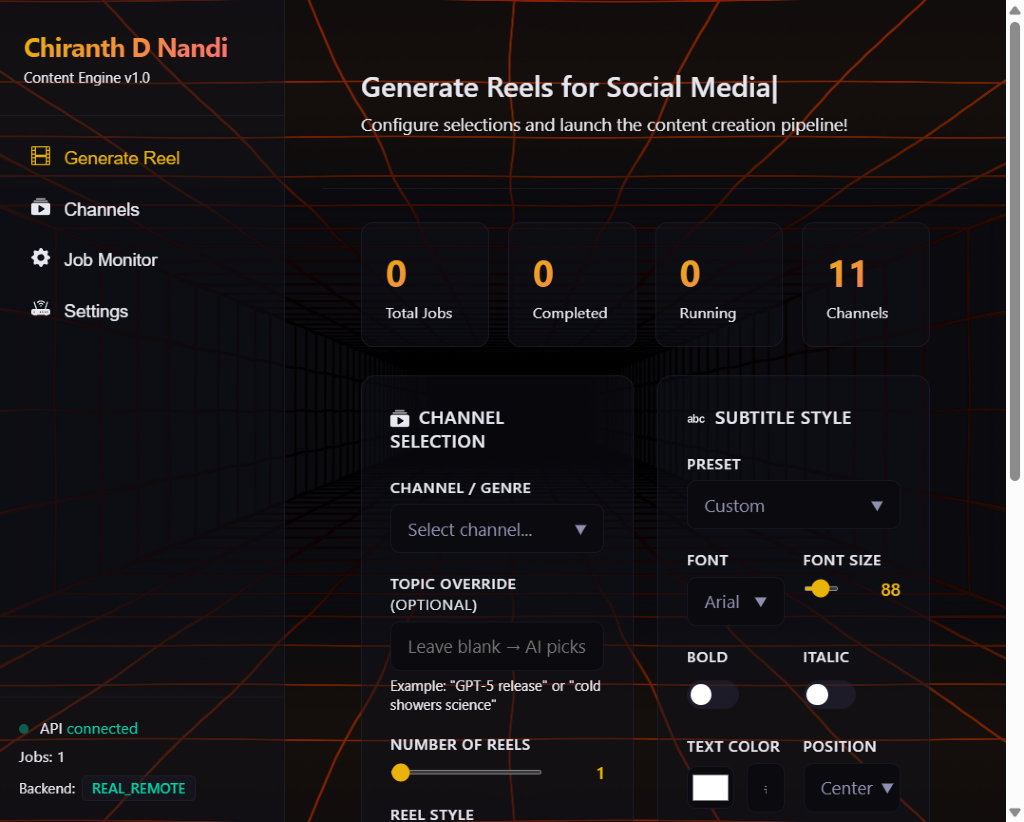 Chiranth D Nandi
Content Engine v1.0
Generate Reel
Channels
Job Monitor
Settings
API connected
Jobs: 1
Backend: REAL_REMOTE
Generate Reels for Social Media|
Configure selections and launch the content creation pipeline!
0
Total Jobs
0
Completed
0
Running
11
Channels
CHANNEL
SELECTION
CHANNEL / GENRE
Select channel...
TOPIC OVERRIDE
(OPTIONAL)
Leave blank → AI picks
Example: "GPT-5 release" or "cold
showers science"
NUMBER OF REELS
1
REEL STYLE
abc SUBTITLE STYLE
PRESET
Custom
FONT FONT SIZE
Arial 88
BOLD ITALIC
TEXT COLOR POSITION
Center